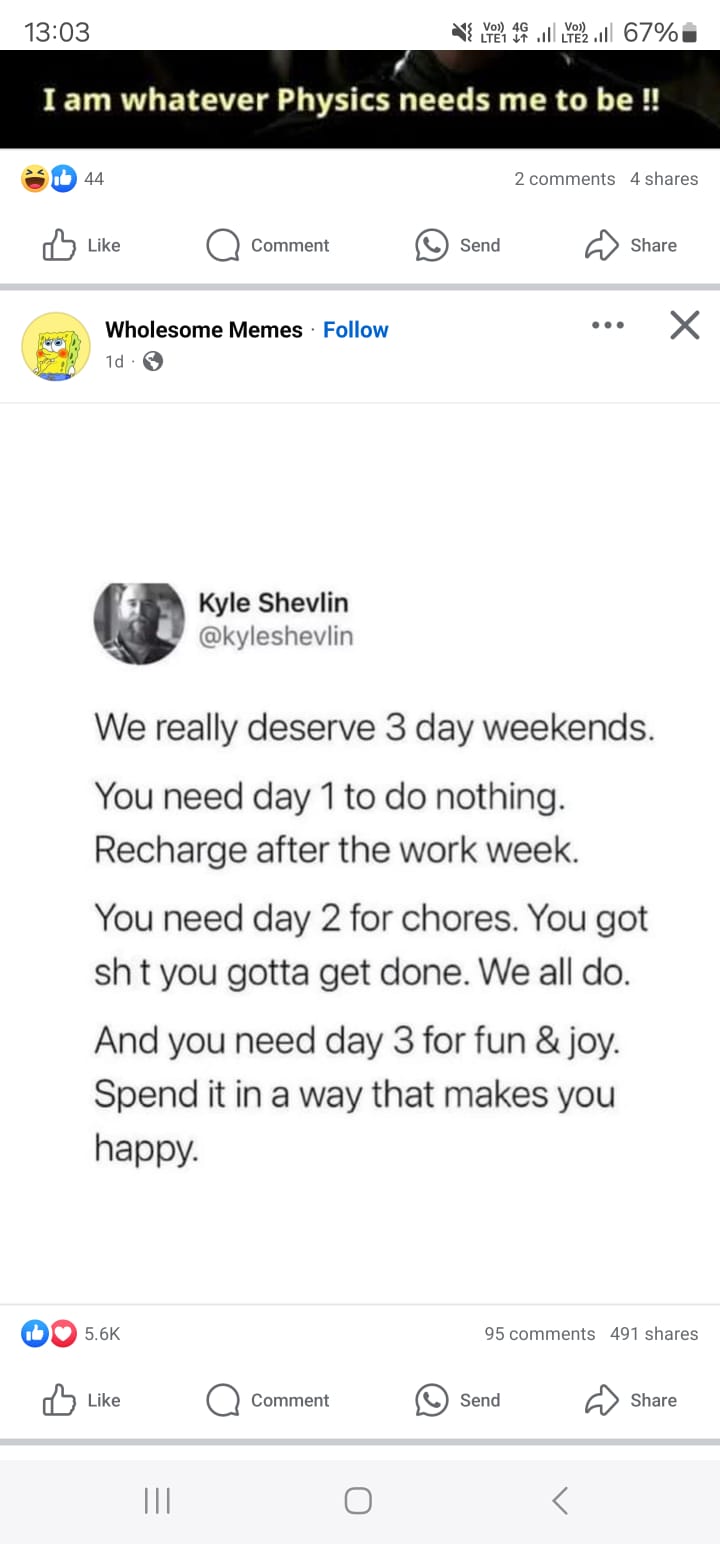 13:03
Vo)) LTE1 4G Vo)) LTE2 67%
I am whatever Physics needs me to be !!
44 2 comments 4 shares
Like Comment Send Share
Wholesome Memes · Follow
1d ·
Kyle Shevlin
@kyleshevlin
We really deserve 3 day weekends.
You need day 1 to do nothing.
Recharge after the work week.
You need day 2 for chores. You got
sh t you gotta get done. We all do.
And you need day 3 for fun & joy.
Spend it in a way that makes you
happy.
5.6K 95 comments 491 shares
Like Comment Send Share